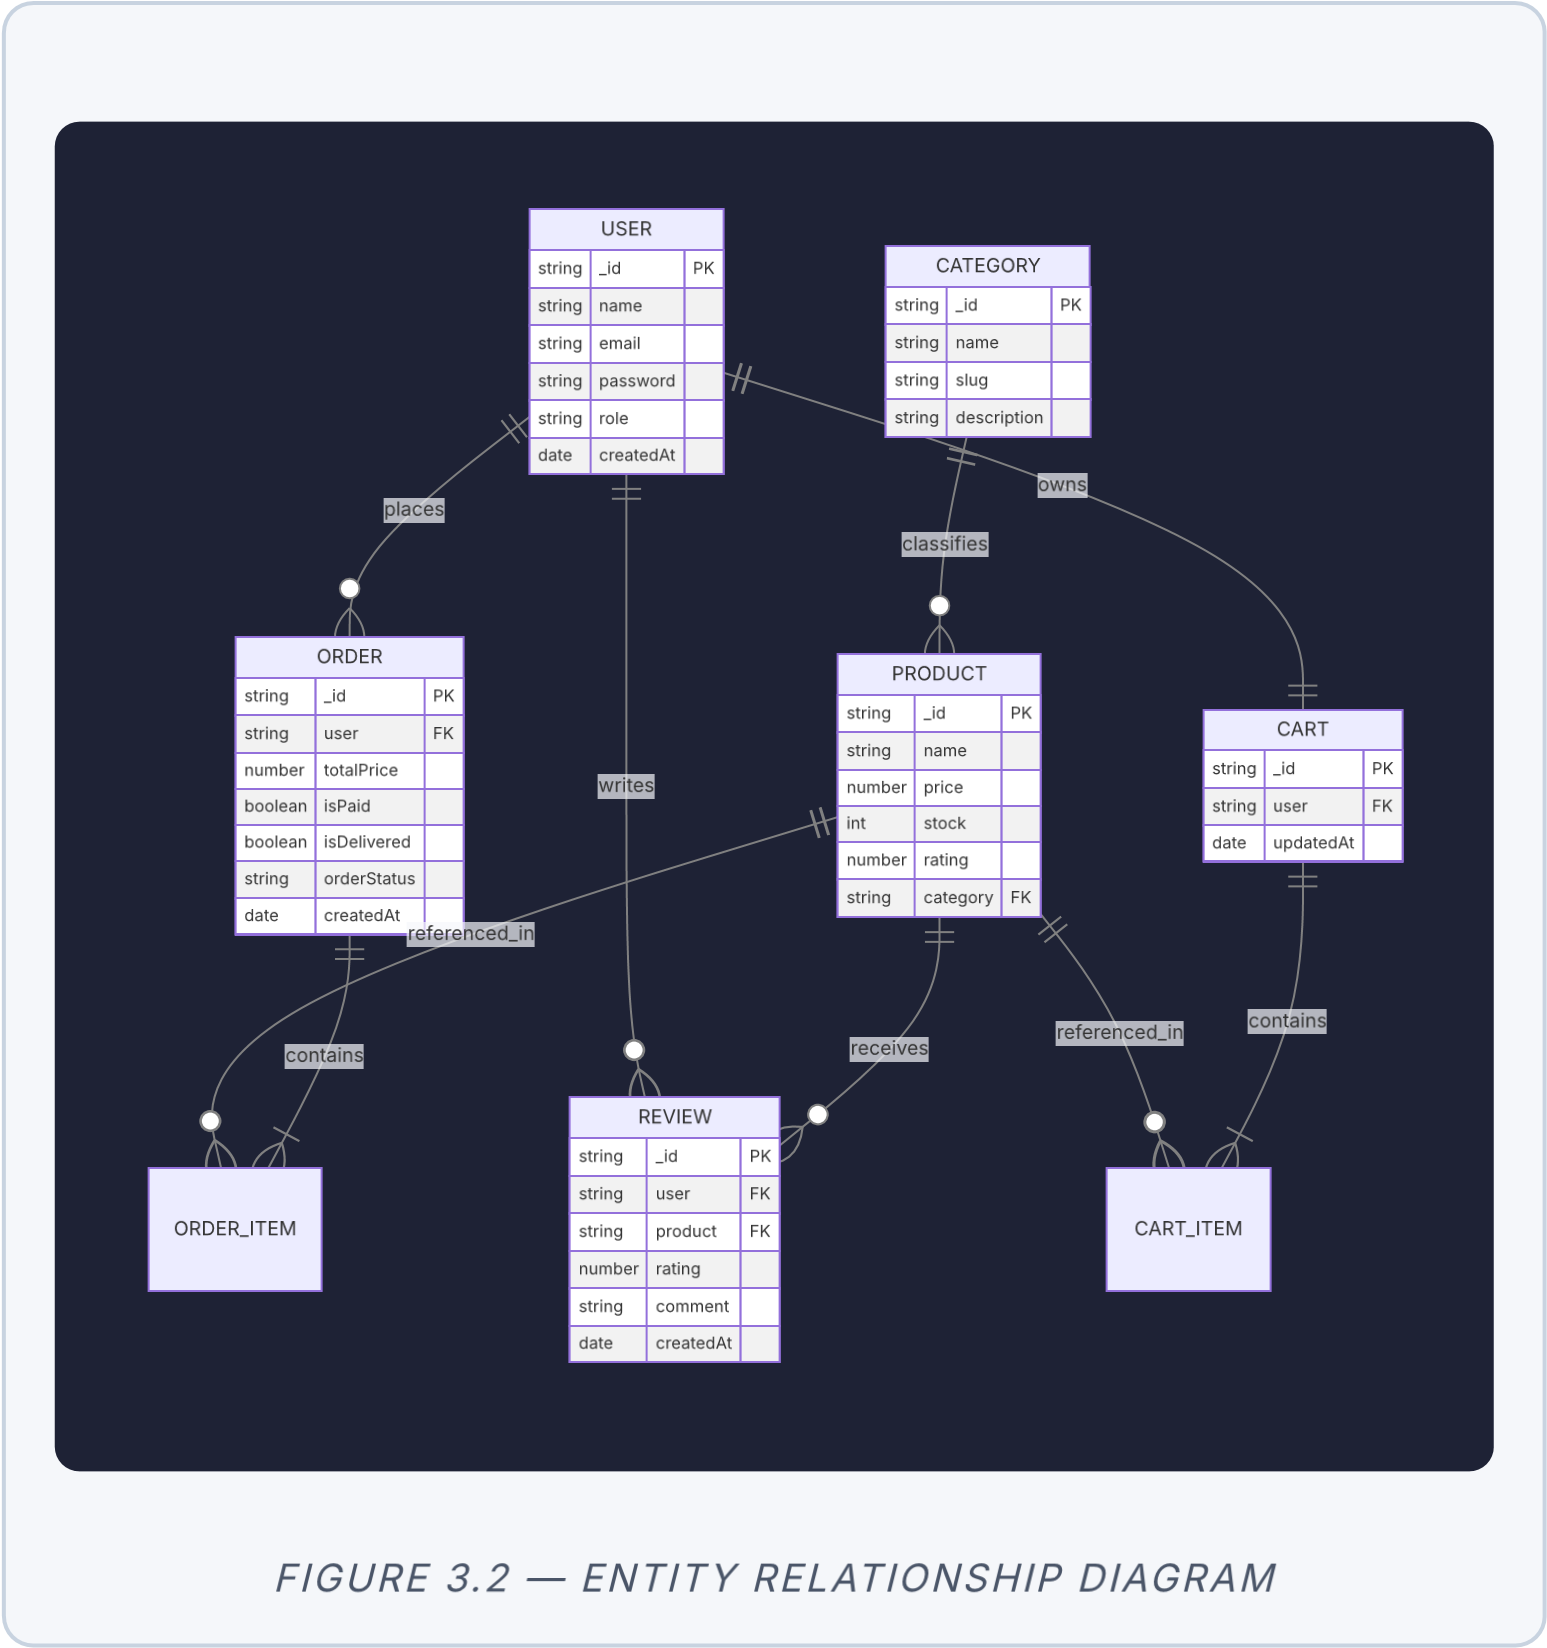 USER
string _id PK
string name
string email
string password
string role
date createdAt
CATEGORY
string _id PK
string name
string slug
string description
places
owns
classifies
ORDER
string _id PK
string user FK
number totalPrice
boolean isPaid
boolean isDelivered
string orderStatus
date createdAt
PRODUCT
string _id PK
string name
number price
int stock
number rating
string category FK
CART
string _id PK
string user FK
date updatedAt
writes
referenced_in
contains
receives
referenced_in
contains
ORDER_ITEM
REVIEW
string _id PK
string user FK
string product FK
number rating
string comment
date createdAt
CART_ITEM
FIGURE 3.2 — ENTITY RELATIONSHIP DIAGRAM